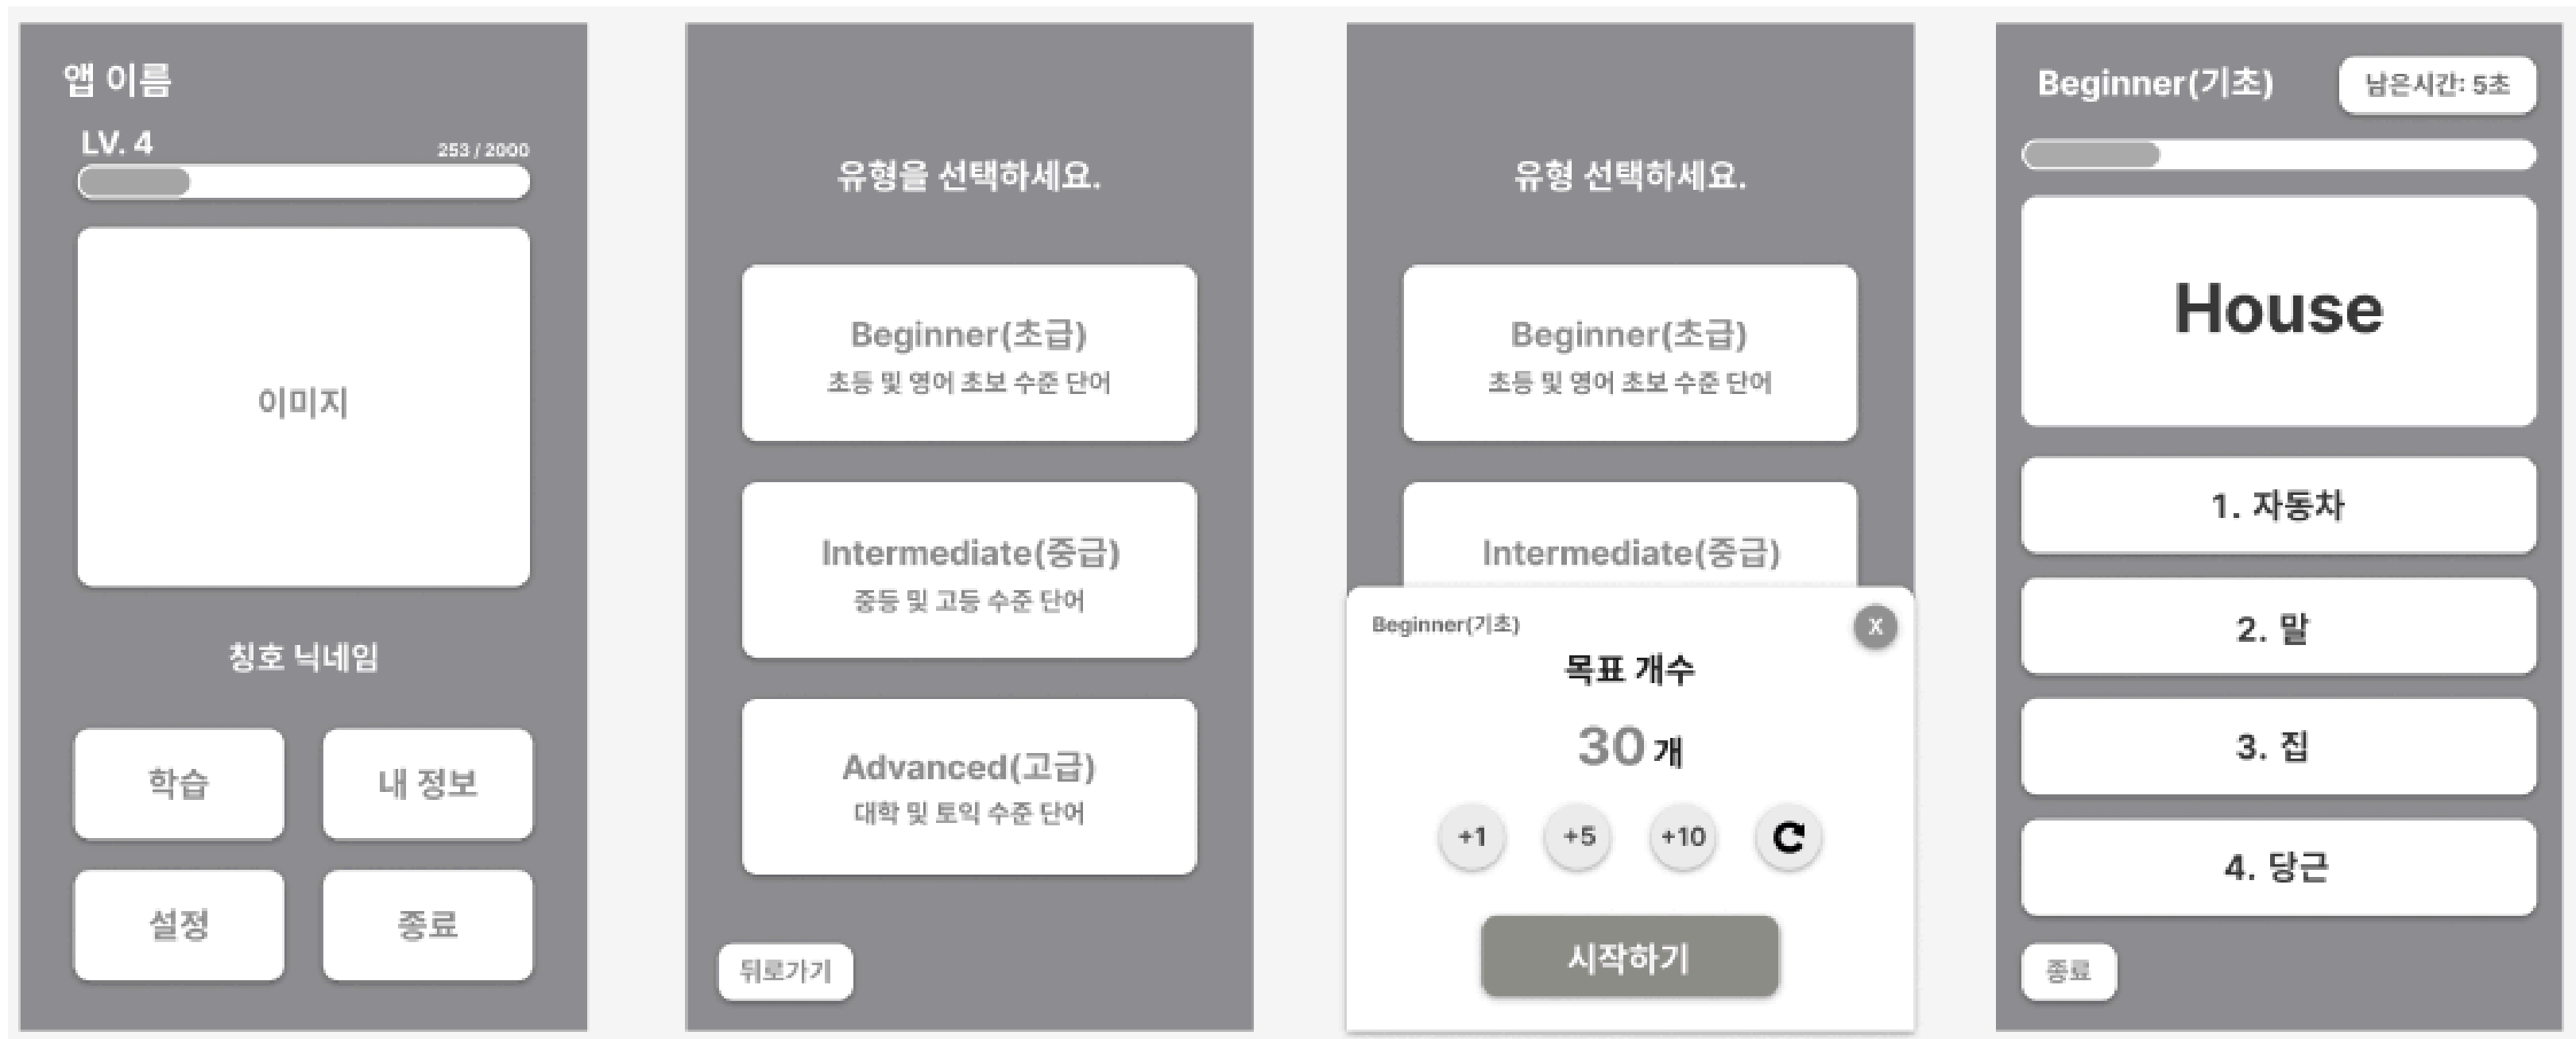 앱 이름
LV. 4
253 / 2000
이미지
칭호 닉네임
학습
내 정보
설정
종료
유형을 선택하세요.
Beginner(초급)
초등 및 영어 초보 수준 단어
Intermediate(중급)
중등 및 고등 수준 단어
Advanced(고급)
대학 및 토익 수준 단어
뒤로가기
유형 선택하세요.
Beginner(초급)
초등 및 영어 초보 수준 단어
Intermediate(중급)
Beginner(기초)
X
목표 개수
30 개
+1
+5
+10
시작하기
Beginner(기초)
남은시간: 5초
House
1. 자동차
2. 말
3. 집
4. 당근
종료